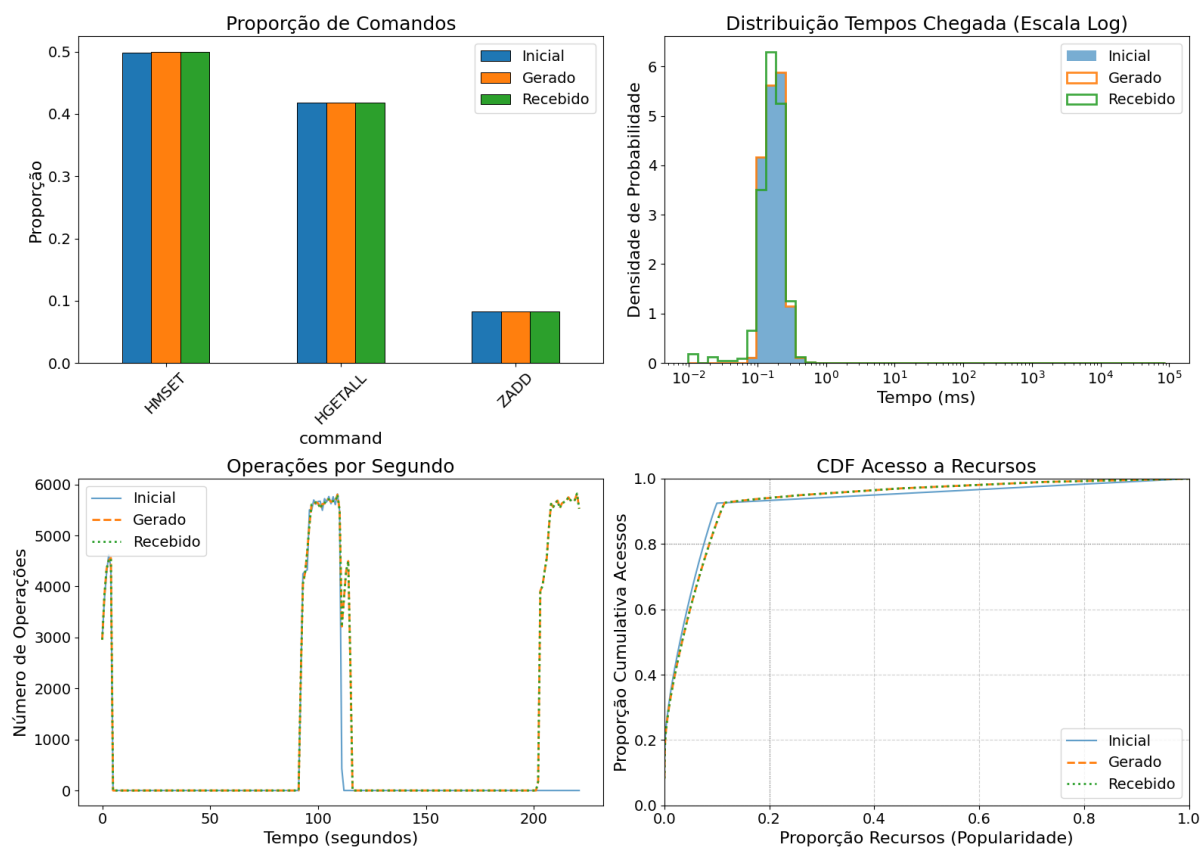 Proporção de Comandos
Proporção
0.5
0.4
0.3
0.2
0.1
0.0
Inicial
Gerado
Recebido
HMSET
HGETALL
ZADD
command
Distribuição Tempos Chegada (Escala Log)
Densidade de Probabilidade
6
5
4
3
2
1
0
Inicial
Gerado
Recebido
10⁻² 10⁻¹ 10⁰ 10¹ 10² 10³ 10⁴ 10⁵
Tempo (ms)
Operações por Segundo
Número de Operações
6000
5000
4000
3000
2000
1000
0
Inicial
Gerado
Recebido
0 50 100 150 200
Tempo (segundos)
CDF Acesso a Recursos
Proporção Cumulativa Acessos
1.0
0.8
0.6
0.4
0.2
0.0
Inicial
Gerado
Recebido
0.0 0.2 0.4 0.6 0.8 1.0
Proporção Recursos (Popularidade)